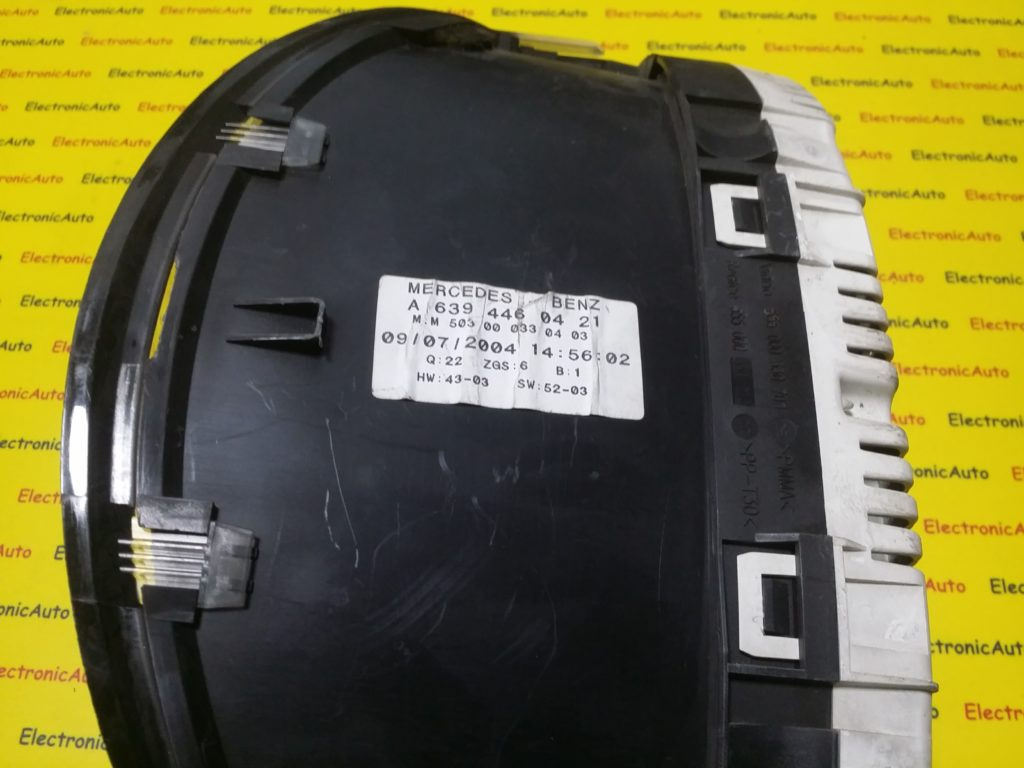 MERCEDES BENZ
A 639 446 04 21
M:M 503 00 033 04 03
09/07/2004 14:56:02
Q:22 ZGS:6 B:1
HW:43-03 SW:52-03
>PP-T30<
>PMMA<
ElectronicAuto